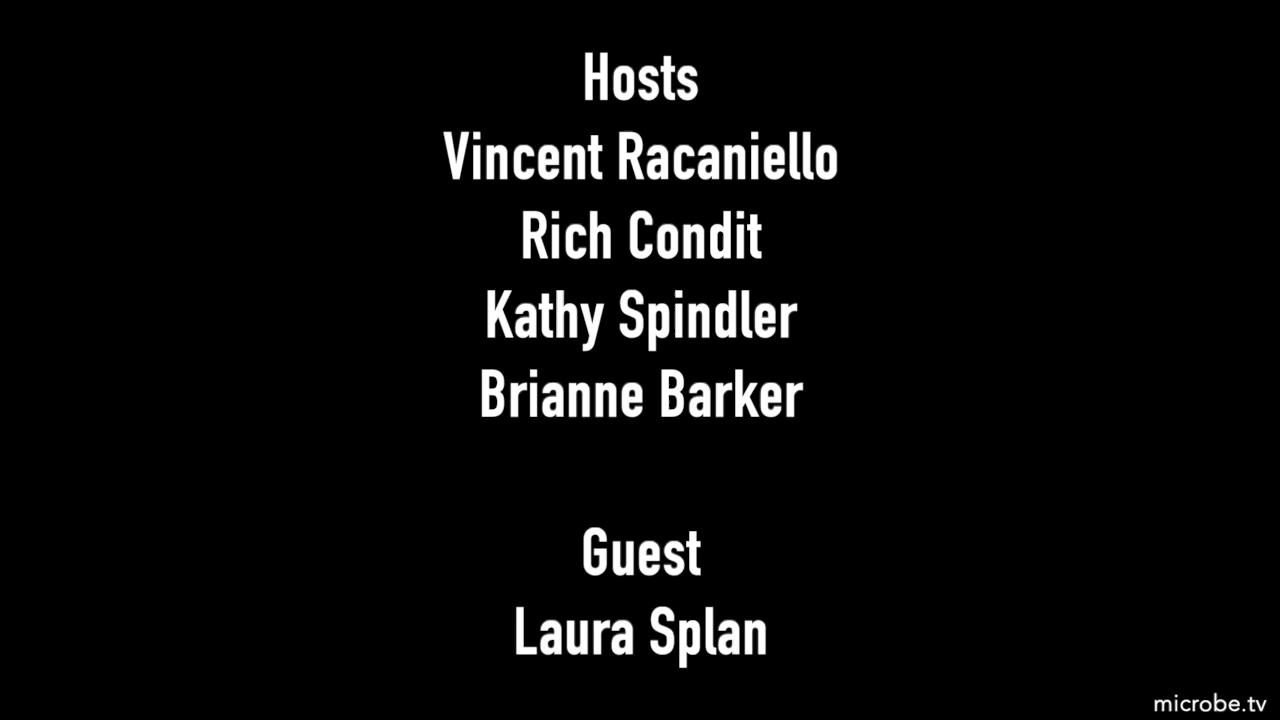 Hosts
Vincent Racaniello
Rich Condit
Kathy Spindler
Brianne Barker
Guest
Laura Splan
microbe.tv